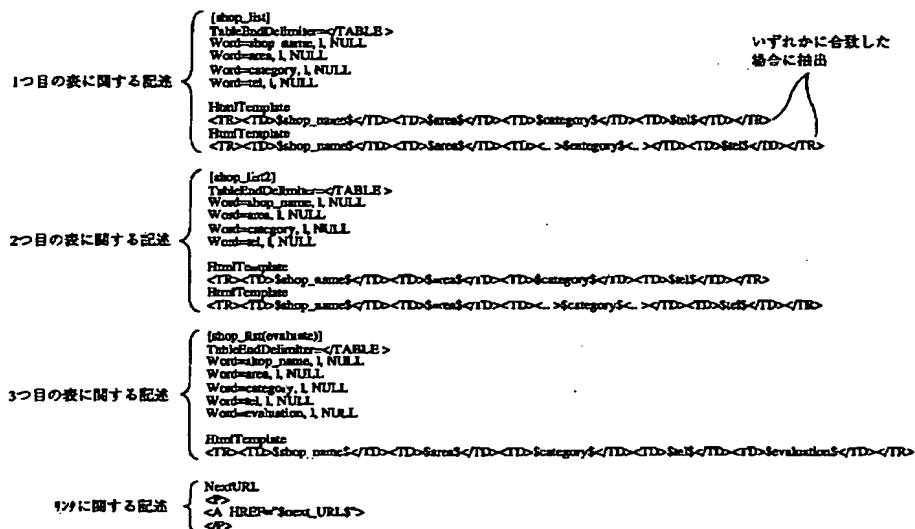 [shop_list]
TableEndDelimiter=</TABLE>
Word=shop_name, 1, NULL
Word=area, 1, NULL
Word=category, 1, NULL
Word=tel, 1, NULL
いずれかに合致した
場合に抽出
1つ目の表に関する記述
HtmlTemplate
<TR><TD>$shop_name$</TD><TD>$area$</TD><TD>$category$</TD><TD>$tel$</TD></TR>
HtmlTemplate
<TR><TD>$shop_name$</TD><TD>$area$</TD><TD><...>$category$<...></TD><TD>$tel$</TD></TR>
[shop_list2]
TableEndDelimiter=</TABLE>
Word=shop_name, 1, NULL
Word=area, 1, NULL
Word=category, 1, NULL
Word=tel, 1, NULL
2つ目の表に関する記述
HtmlTemplate
<TR><TD>$shop_name$</TD><TD>$area$</TD><TD>$category$</TD><TD>$tel$</TD></TR>
HtmlTemplate
<TR><TD>$shop_name$</TD><TD>$area$</TD><TD><...>$category$<...></TD><TD>$tel$</TD></TR>
[shop_list(evaluate)]
TableEndDelimiter=</TABLE>
Word=shop_name, 1, NULL
Word=area, 1, NULL
Word=category, 1, NULL
Word=tel, 1, NULL
Word=evaluation, 1, NULL
3つ目の表に関する記述
HtmlTemplate
<TR><TD>$shop_name$</TD><TD>$area$</TD><TD>$category$</TD><TD>$tel$</TD><TD>$evaluation$</TD></TR>
リンクに関する記述
NextURL
<P>
<A HREF="$next_URL$">
</P>